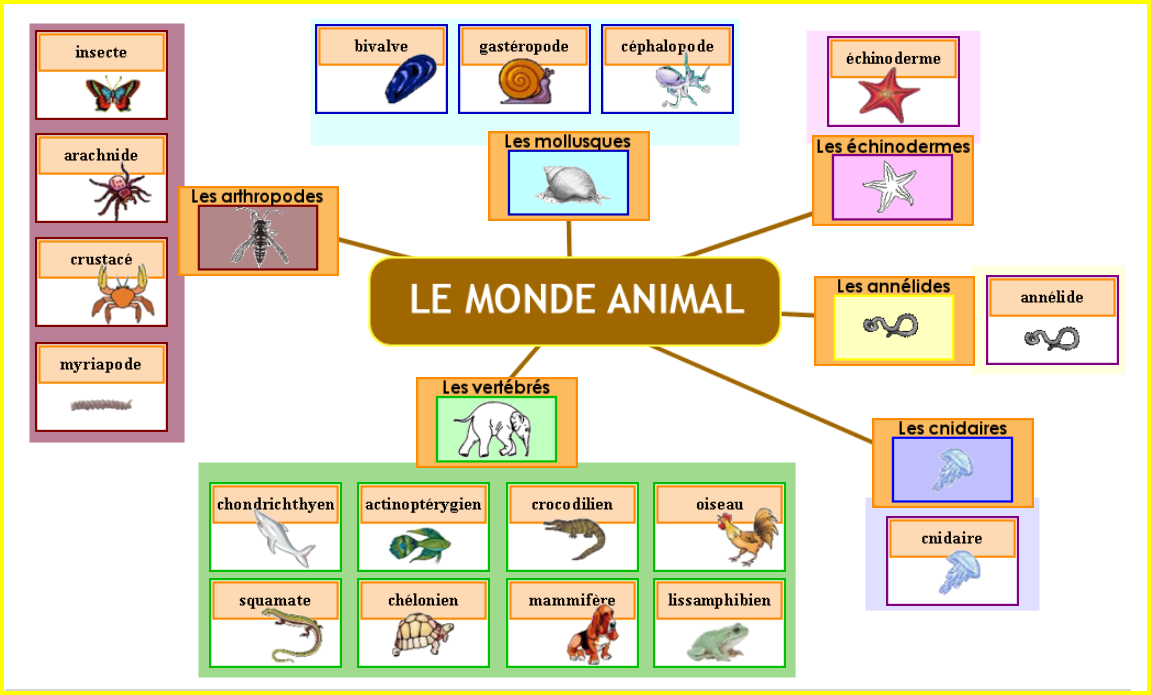 LE MONDE ANIMAL
Les arthropodes
insecte
arachnide
crustacé
myriapode
Les mollusques
bivalve
gastéropode
céphalopode
Les échinodermes
échinoderme
Les annélides
annélide
Les cnidaires
cnidaire
Les vertébrés
chondrichthyen
actinoptérygien
crocodilien
oiseau
squamate
chélonien
mammifère
lissamphibien